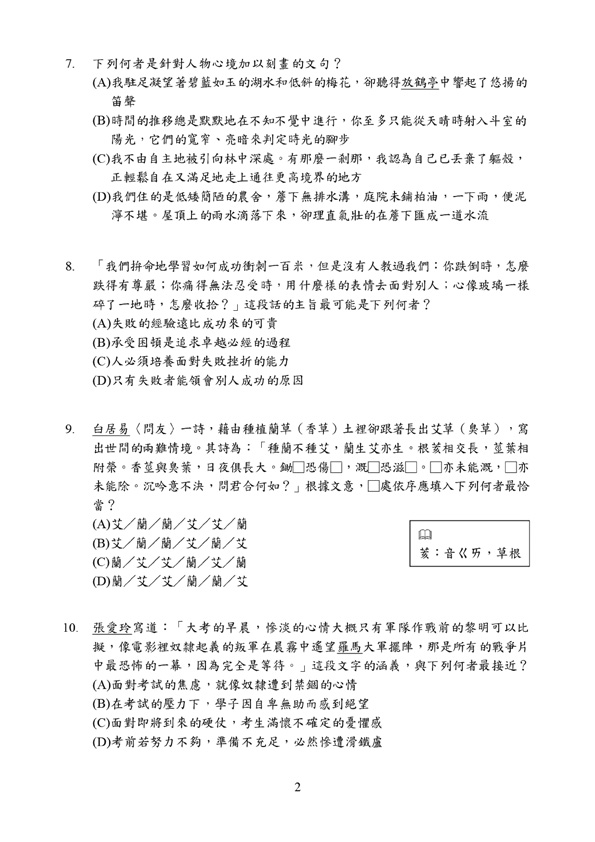 7. 下列何者是針對人物心境加以刻畫的文句？
(A)我駐足凝望著碧藍如玉的湖水和低斜的梅花，卻聽得放鶴亭中響起了悠揚的
笛聲
(B)時間的推移總是默默地在不知不覺中進行，你至多只能從天晴時射入斗室的
陽光，它們的寬窄、亮暗來判定時光的腳步
(C)我不由自主地被引向林中深處。有那麼一剎那，我認為自己已丟棄了軀殼，
正輕鬆自在又滿足地走上通往更高境界的地方
(D)我們住的是低矮簡陋的農舍，簷下無排水溝，庭院未鋪柏油，一下雨，便泥
濘不堪。屋頂上的雨水滴落下來，卻理直氣壯的在簷下匯成一道水流
8. 「我們拚命地學習如何成功衝刺一百米，但是沒有人教過我們：你跌倒時，怎麼
跌得有尊嚴；你痛得無法忍受時，用什麼樣的表情去面對別人；心像玻璃一樣
碎了一地時，怎麼收拾？」這段話的主旨最可能是下列何者？
(A)失敗的經驗遠比成功來的可貴
(B)承受困頓是追求卓越必經的過程
(C)人必須培養面對失敗挫折的能力
(D)只有失敗者能領會別人成功的原因
9. 白居易〈問友〉一詩，藉由種植蘭草（香草）土裡卻跟著長出艾草（臭草），寫
出世間的兩難情境。其詩為：「種蘭不種艾，蘭生艾亦生。根荄相交長，莖葉相
附榮。香莖與臭葉，日夜俱長大。鋤□恐傷□，溉□恐滋□。□亦未能溉，□亦
未能除。沉吟意不決，問君合何如？」根據文意，□處依序應填入下列何者最恰
當？
(A)艾／蘭／蘭／艾／艾／蘭
(B)艾／蘭／蘭／艾／蘭／艾
(C)蘭／艾／艾／蘭／艾／蘭
(D)蘭／艾／艾／蘭／蘭／艾
🕮
荄：音ㄍㄞ，草根
10. 張愛玲寫道：「大考的早晨，慘淡的心情大概只有軍隊作戰前的黎明可以比
擬，像電影裡奴隸起義的叛軍在晨霧中遙望羅馬大軍擺陣，那是所有的戰爭片
中最恐怖的一幕，因為完全是等待。」這段文字的涵義，與下列何者最接近？
(A)面對考試的焦慮，就像奴隸遭到禁錮的心情
(B)在考試的壓力下，學子因自卑無助而感到絕望
(C)面對即將到來的硬仗，考生滿懷不確定的憂懼感
(D)考前若努力不夠，準備不充足，必然慘遭滑鐵盧
2